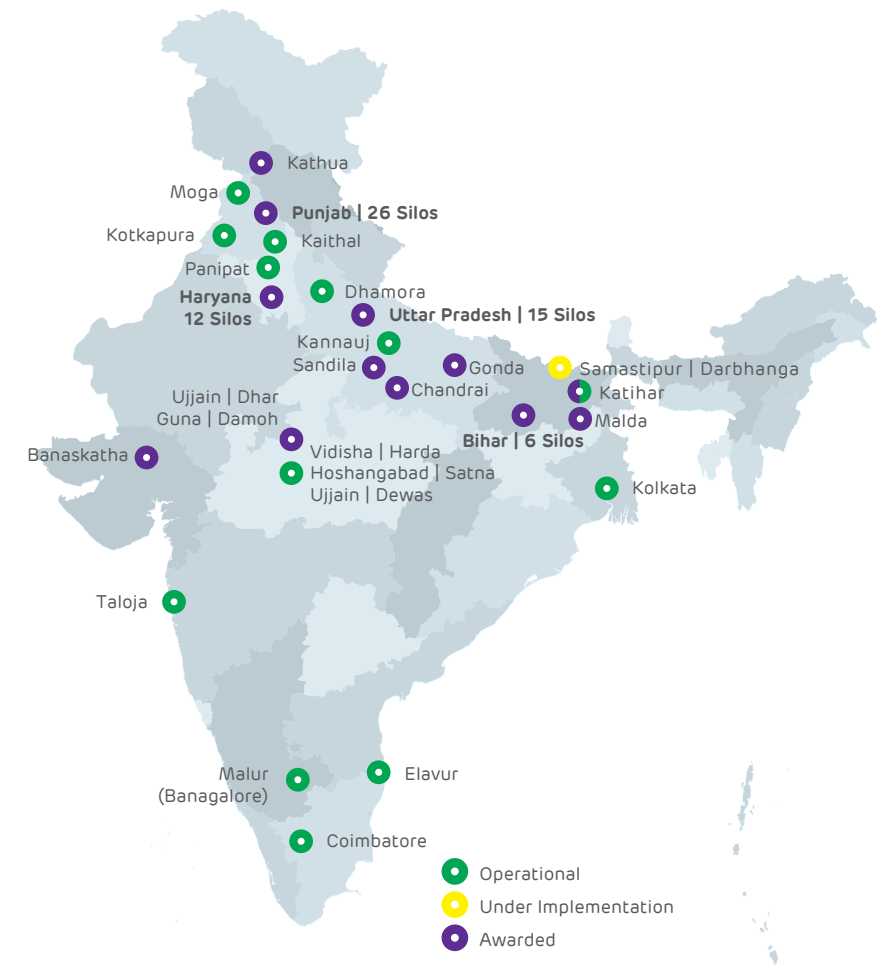 Kathua
Moga
Punjab | 26 Silos
Kotkapura
Kaithal
Panipat
Haryana
12 Silos
Dhamora
Uttar Pradesh | 15 Silos
Kannauj
Sandila
Gonda
Samastipur | Darbhanga
Chandrai
Katihar
Malda
Ujjain | Dhar
Guna | Damoh
Bihar | 6 Silos
Banaskatha
Vidisha | Harda
Hoshangabad | Satna
Ujjain | Dewas
Kolkata
Taloja
Malur
(Banagalore)
Elavur
Coimbatore
Operational
Under Implementation
Awarded